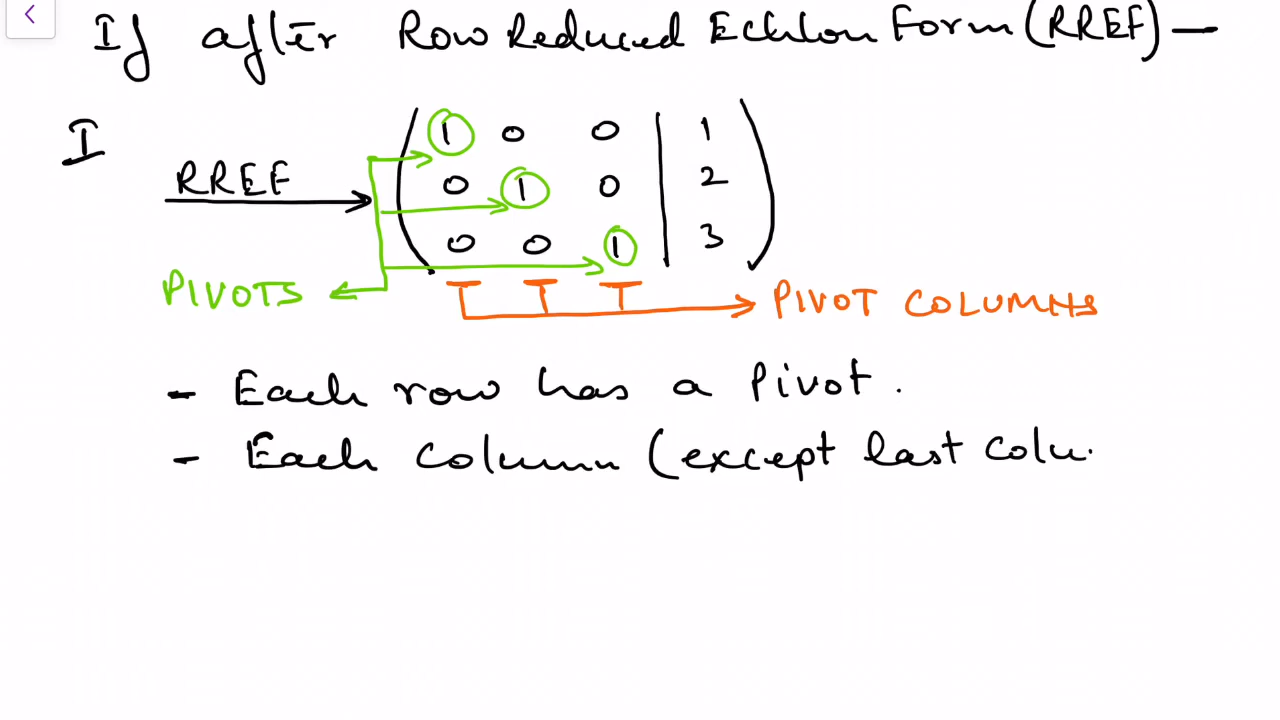 If after Row Reduced Echlon Form (RREF) —
I
RREF
1 0 0 | 1
0 1 0 | 2
0 0 1 | 3
PIVOTS
PIVOT COLUMNS
- Each row has a Pivot.
- Each column (except last colu